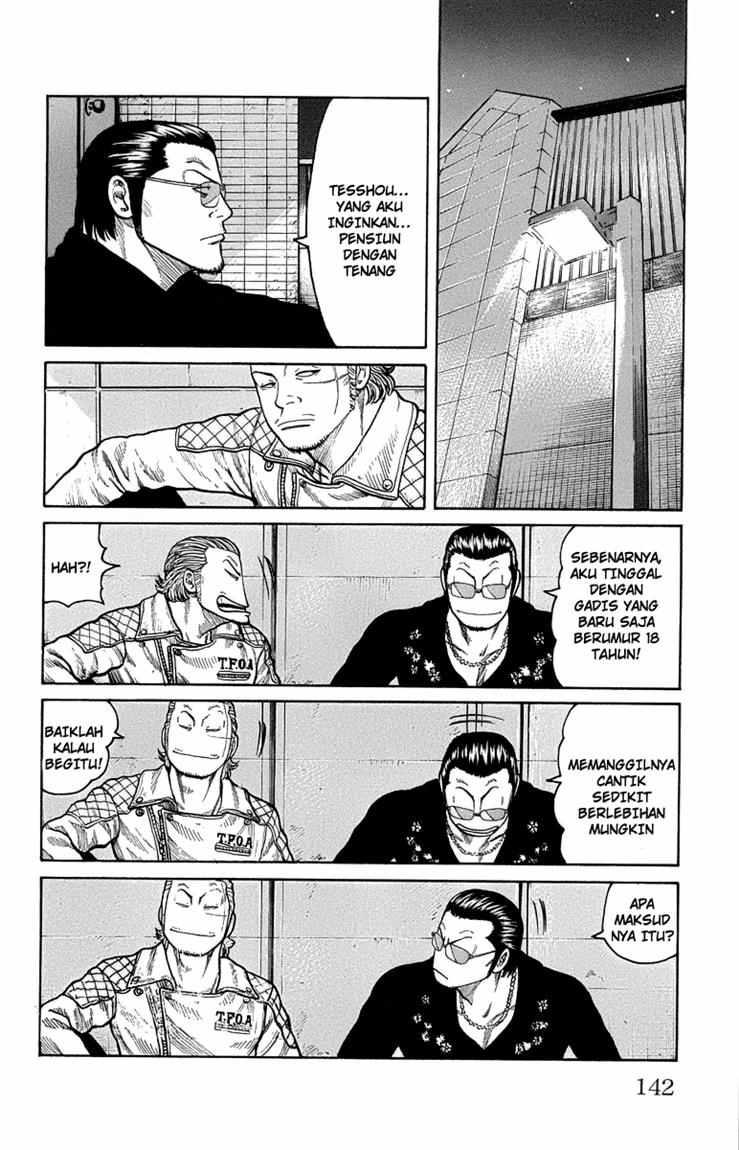 TESSHOU...
YANG AKU
INGINKAN...
PENSIUN
DENGAN
TENANG
HAH?!
T.F.O.A
SEBENARNYA,
AKU TINGGAL
DENGAN
GADIS YANG
BARU SAJA
BERUMUR 18
TAHUN!
BAIKLAH
KALAU
BEGITU!
T.F.O.A
MEMANGGILNYA
CANTIK
SEDIKIT
BERLEBIHAN
MUNGKIN
T.F.O.A
APA
MAKSUD
NYA ITU?
142